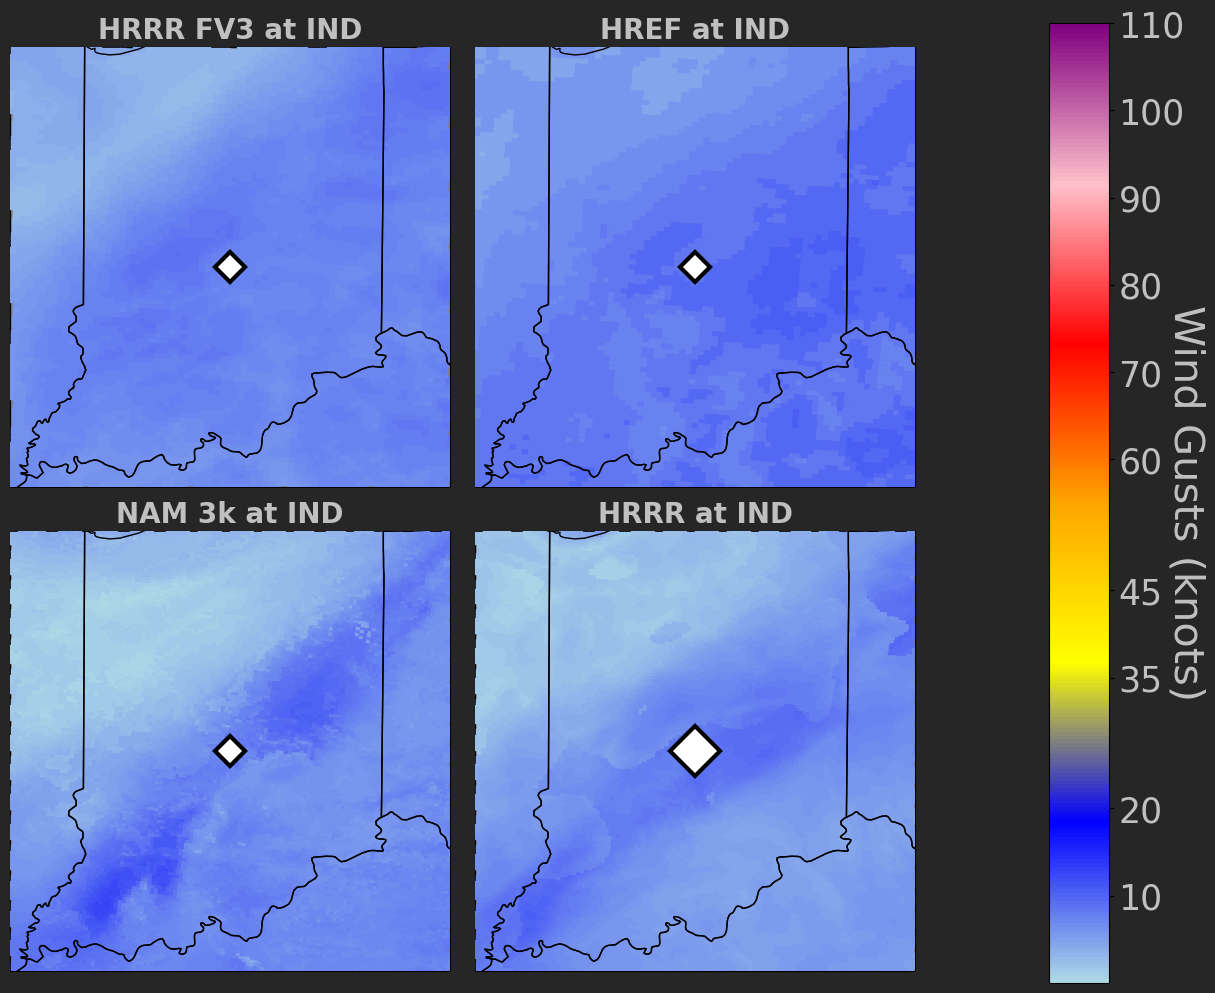 HRRR FV3 at IND
HREF at IND
NAM 3k at IND
HRRR at IND
110
100
90
80
70
60
45
35
20
10
Wind Gusts (knots)